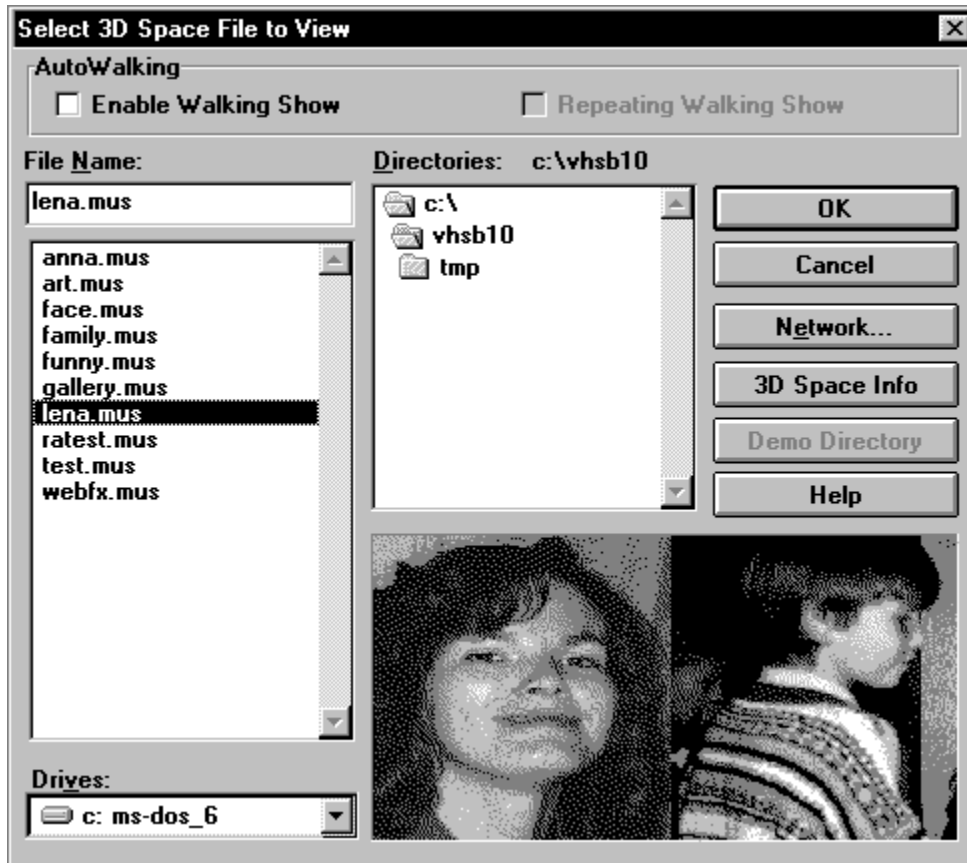 Select 3D Space File to View
AutoWalking
Enable Walking Show
Repeating Walking Show
File Name:
Directories: c:\vhsb10
lena.mus
anna.mus
art.mus
face.mus
family.mus
funny.mus
gallery.mus
lena.mus
ratest.mus
test.mus
webfx.mus
c:\
vhsb10
tmp
OK
Cancel
Network...
3D Space Info
Demo Directory
Help
Drives:
c: ms-dos_6